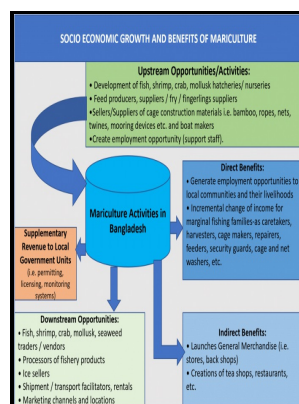 SOCIO ECONOMIC GROWTH AND BENEFITS OF MARICULTURE
Upstream Opportunities/Activities:
• Development of fish, shrimp, crab, mollusk hatcheries/ nurseries
• Feed producers, suppliers / fry / fingerlings suppliers
•Sellers/Suppliers of cage construction materials i.e. bamboo, ropes, nets,
twines, mooring devices etc. and boat makers
•Create employment opportunity (support staff).
Mariculture Activities in
Bangladesh
Direct Benefits:
• Generate employment opportunities to
local communities and their livelihoods
• Incremental change of income for
marginal fishing families-as caretakers,
harvesters, cage makers, repairers,
feeders, security guards, cage and net
washers, etc.
Supplementary
Revenue to Local
Government Units
(i.e. permitting,
licensing, monitoring
systems)
Downstream Opportunities:
• Fish, shrimp, crab, mollusk, seaweed
traders / vendors
• Processors of fishery products
• Ice sellers
• Shipment / transport facilitators, rentals
• Marketing channels and locations
Indirect Benefits:
• Launches General Merchandise (i.e.
stores, back shops)
• Creations of tea shops, restaurants,
etc.